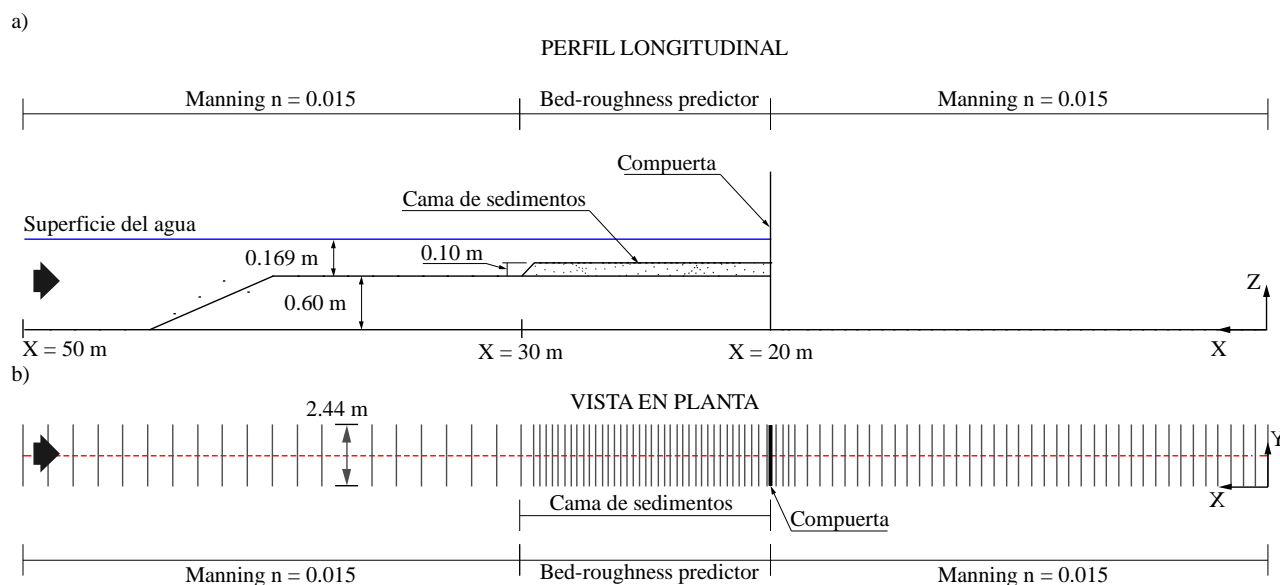 a)
PERFIL LONGITUDINAL
Manning n = 0.015
Bed-roughness predictor
Manning n = 0.015
Compuerta
Cama de sedimentos
Superficie del agua
0.169 m
0.10 m
0.60 m
Z
X
X = 50 m
X = 30 m
X = 20 m
b)
VISTA EN PLANTA
2.44 m
Y
X
Cama de sedimentos
Compuerta
Manning n = 0.015
Bed-roughness predictor
Manning n = 0.015